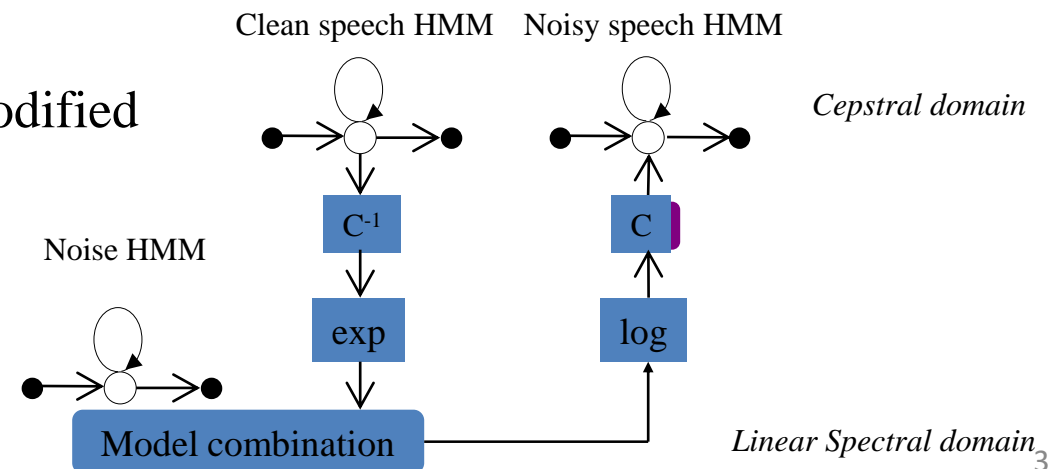 Clean speech HMM Noisy speech HMM
odified
Cepstral domain
C-1
C
Noise HMM
exp
log
Model combination
Linear Spectral domain
3